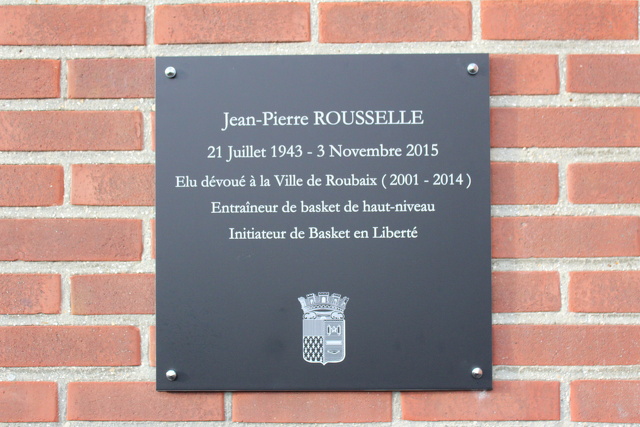 Jean-Pierre ROUSSELLE
21 Juillet 1943 - 3 Novembre 2015
Elu dévoué à la Ville de Roubaix ( 2001 - 2014 )
Entraîneur de basket de haut-niveau
Initiateur de Basket en Liberté